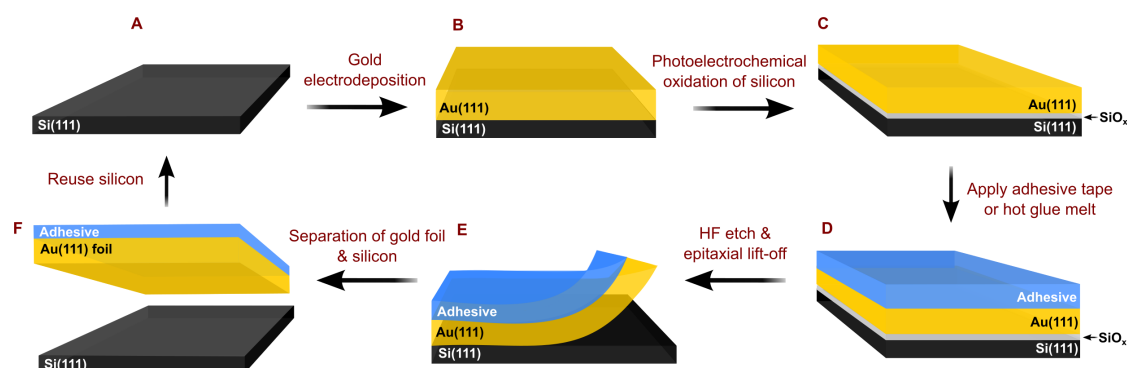 A
B
C
Gold
electrodeposition
Photoelectrochemical
oxidation of silicon
Si(111)
Au(111)
Si(111)
Au(111)
SiOx
Si(111)
Reuse silicon
Apply adhesive tape
or hot glue melt
F
Adhesive
Au(111) foil
Si(111)
Separation of gold foil
& silicon
E
Adhesive
Au(111)
Si(111)
HF etch &
epitaxial lift-off
D
Adhesive
Au(111)
SiOx
Si(111)